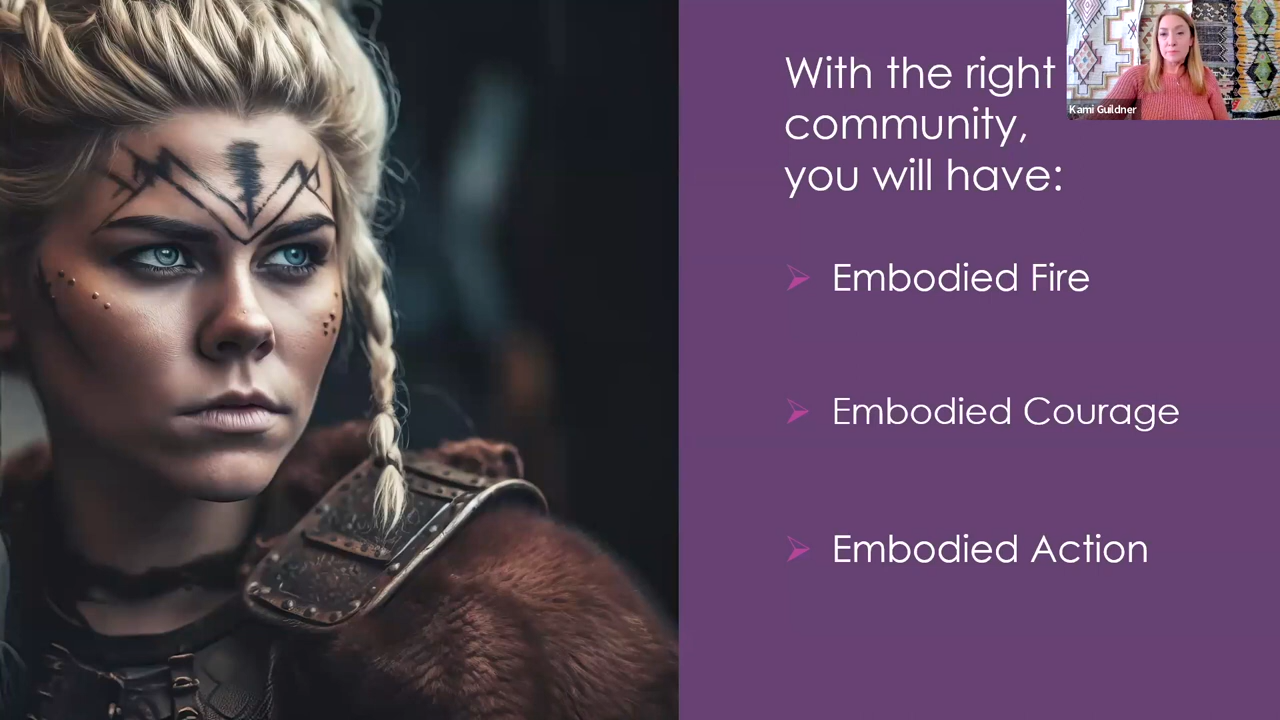 With the right
community,
you will have:
Kami Guildner
Embodied Fire
Embodied Courage
Embodied Action